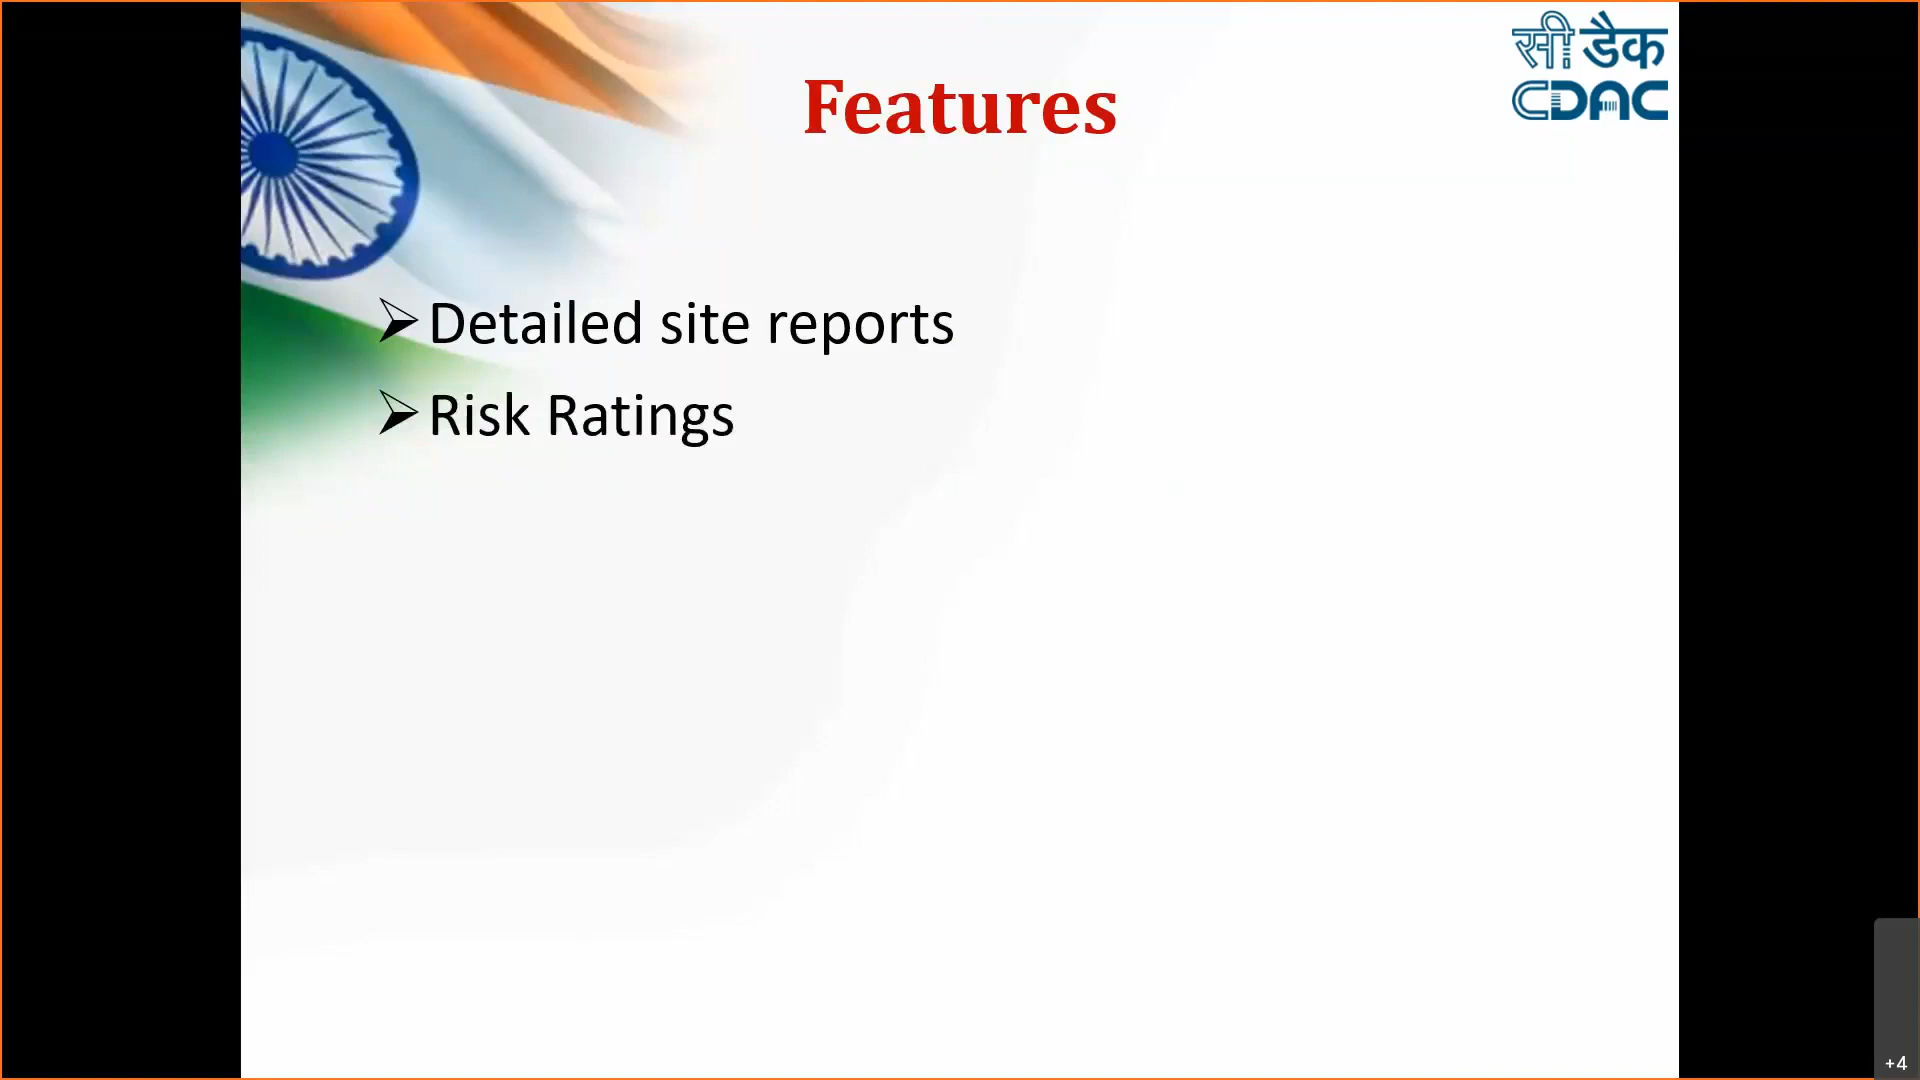 सी डैक
CDAC
Features
Detailed site reports
Risk Ratings
+4